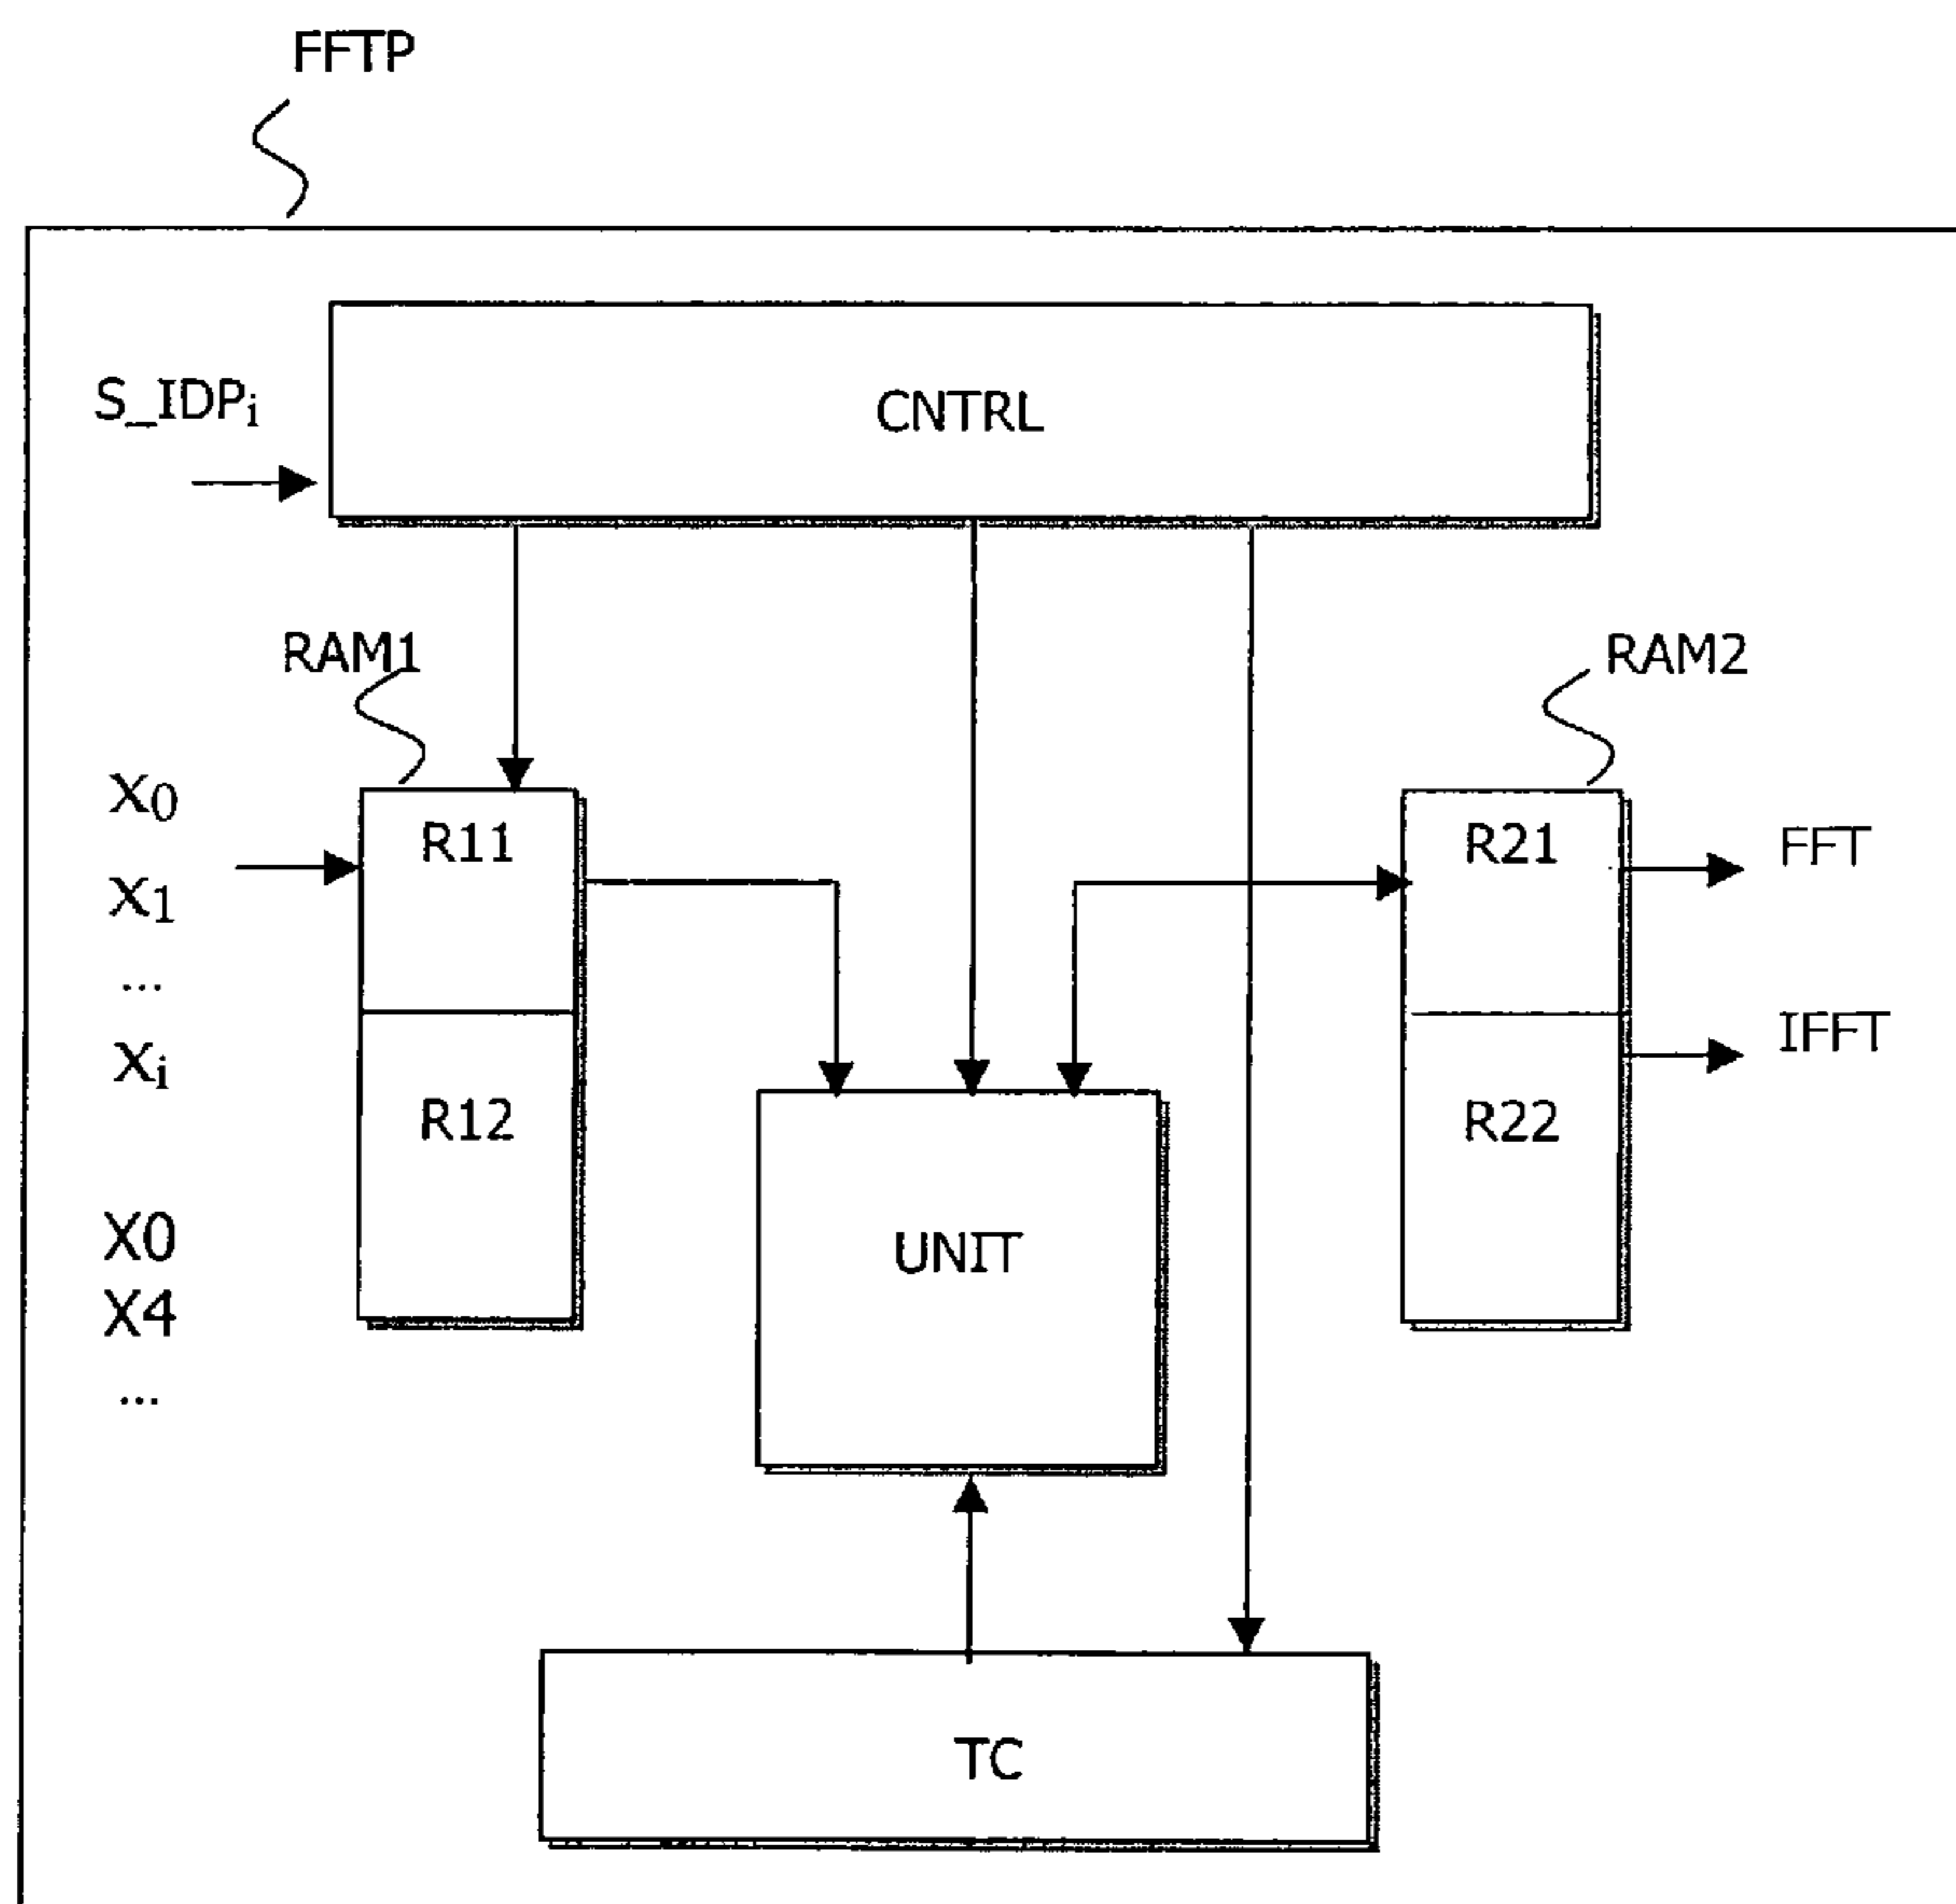 FFTP
S_IDPi
CNTRL
RAM1
RAM2
X0
X1
...
Xi
X0
X4
...
R11
R12
R21
R22
FFT
IFFT
UNIT
TC